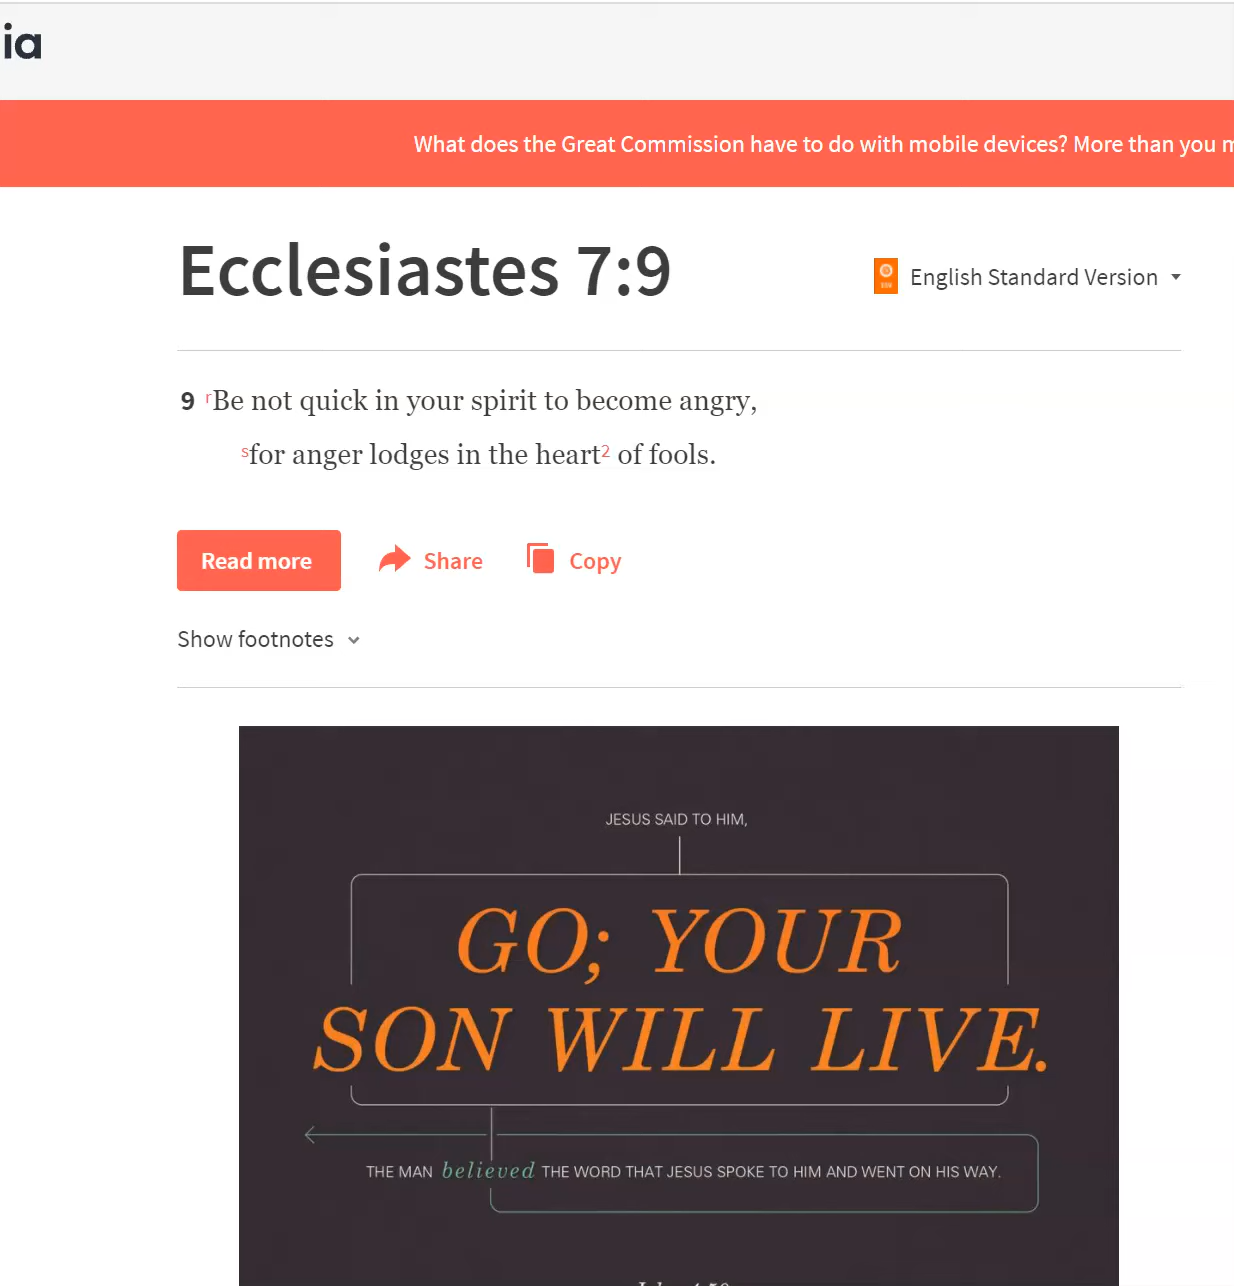 ia
What does the Great Commission have to do with mobile devices? More than you
Ecclesiastes 7:9
English Standard Version
9 rBe not quick in your spirit to become angry,
sfor anger lodges in the heart2 of fools.
Read more Share Copy
Show footnotes
JESUS SAID TO HIM,
GO; YOUR
SON WILL LIVE.
THE MAN believed THE WORD THAT JESUS SPOKE TO HIM AND WENT ON HIS WAY.